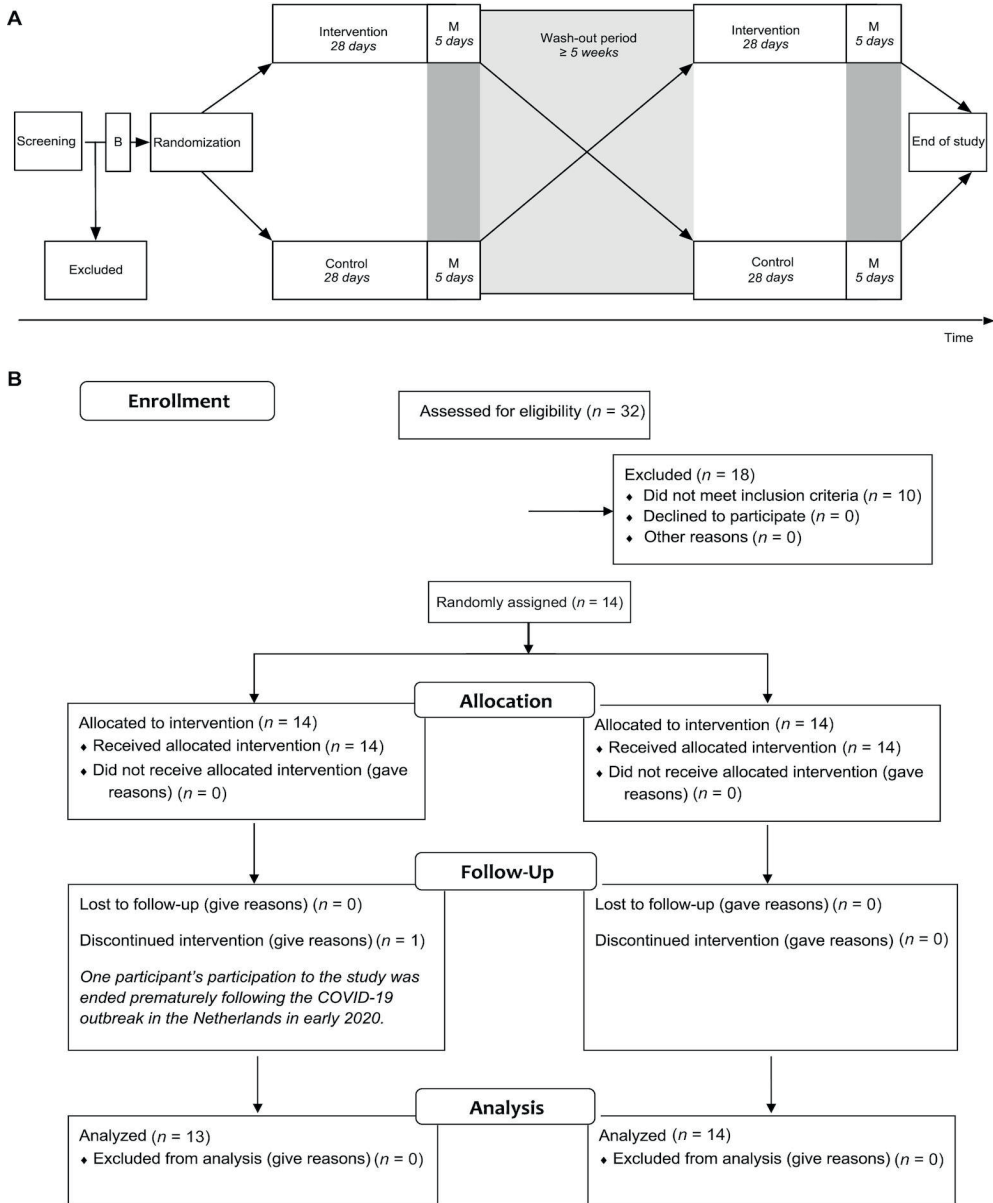 A
Intervention
28 days
M
5 days
Wash-out period
≥ 5 weeks
Intervention
28 days
M
5 days
Screening
B
Randomization
End of study
Excluded
Control
28 days
M
5 days
Control
28 days
M
5 days
Time
B
Enrollment
Assessed for eligibility (n = 32)
Excluded (n = 18)
♦ Did not meet inclusion criteria (n = 10)
♦ Declined to participate (n = 0)
♦ Other reasons (n = 0)
Randomly assigned (n = 14)
Allocation
Allocated to intervention (n = 14)
♦ Received allocated intervention (n = 14)
♦ Did not receive allocated intervention (gave
reasons) (n = 0)
Allocated to intervention (n = 14)
♦ Received allocated intervention (n = 14)
♦ Did not receive allocated intervention (gave
reasons) (n = 0)
Follow-Up
Lost to follow-up (give reasons) (n = 0)
Discontinued intervention (give reasons) (n = 1)
One participant's participation to the study was
ended prematurely following the COVID-19
outbreak in the Netherlands in early 2020.
Lost to follow-up (gave reasons) (n = 0)
Discontinued intervention (gave reasons) (n = 0)
Analysis
Analyzed (n = 13)
♦ Excluded from analysis (give reasons) (n = 0)
Analyzed (n = 14)
♦ Excluded from analysis (give reasons) (n = 0)